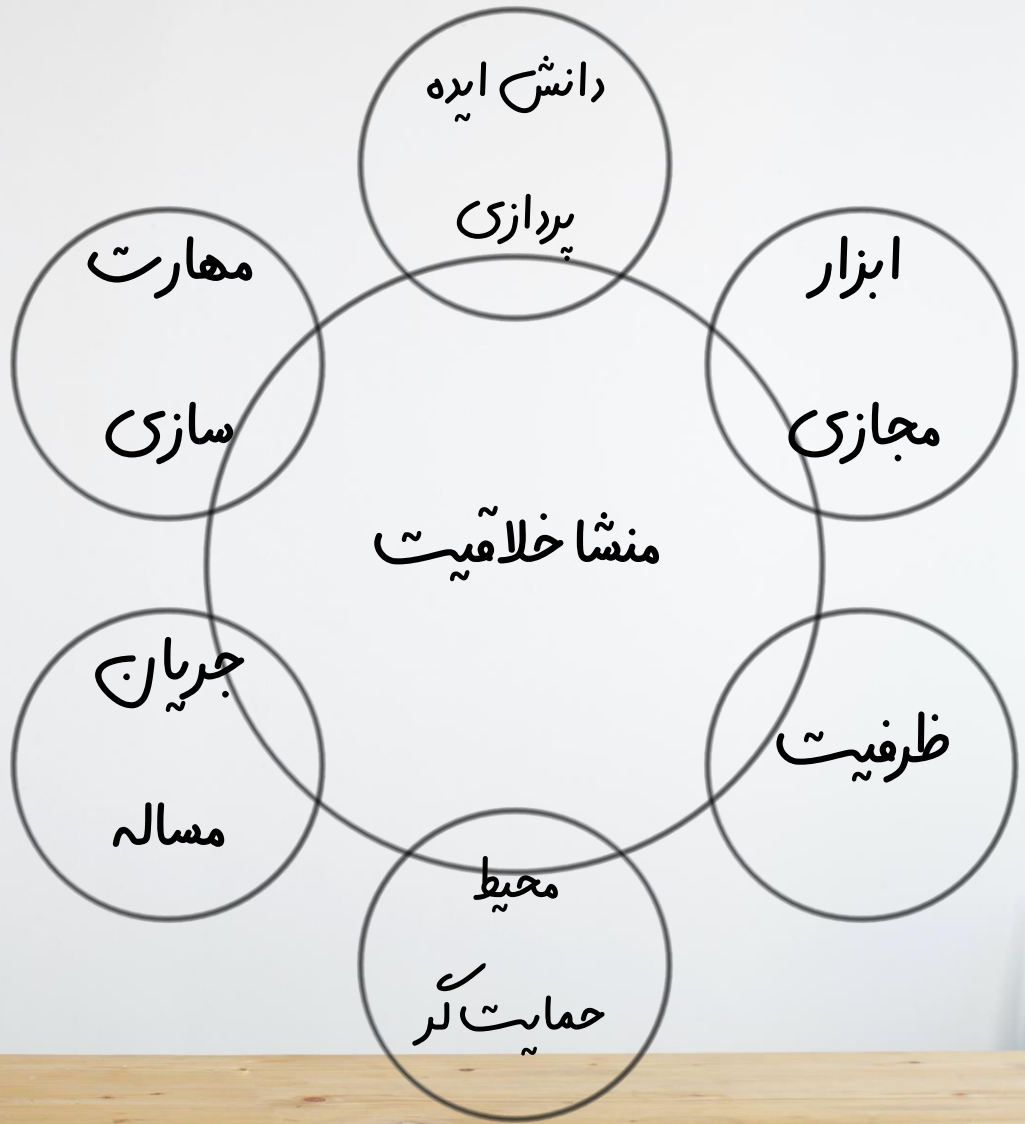 دانش ایده
پردازی
ابزار
مجازی
ظرفیت
محیط
حمایت گر
جریان
مساله
مهارت
سازی
منشا خلاقیت